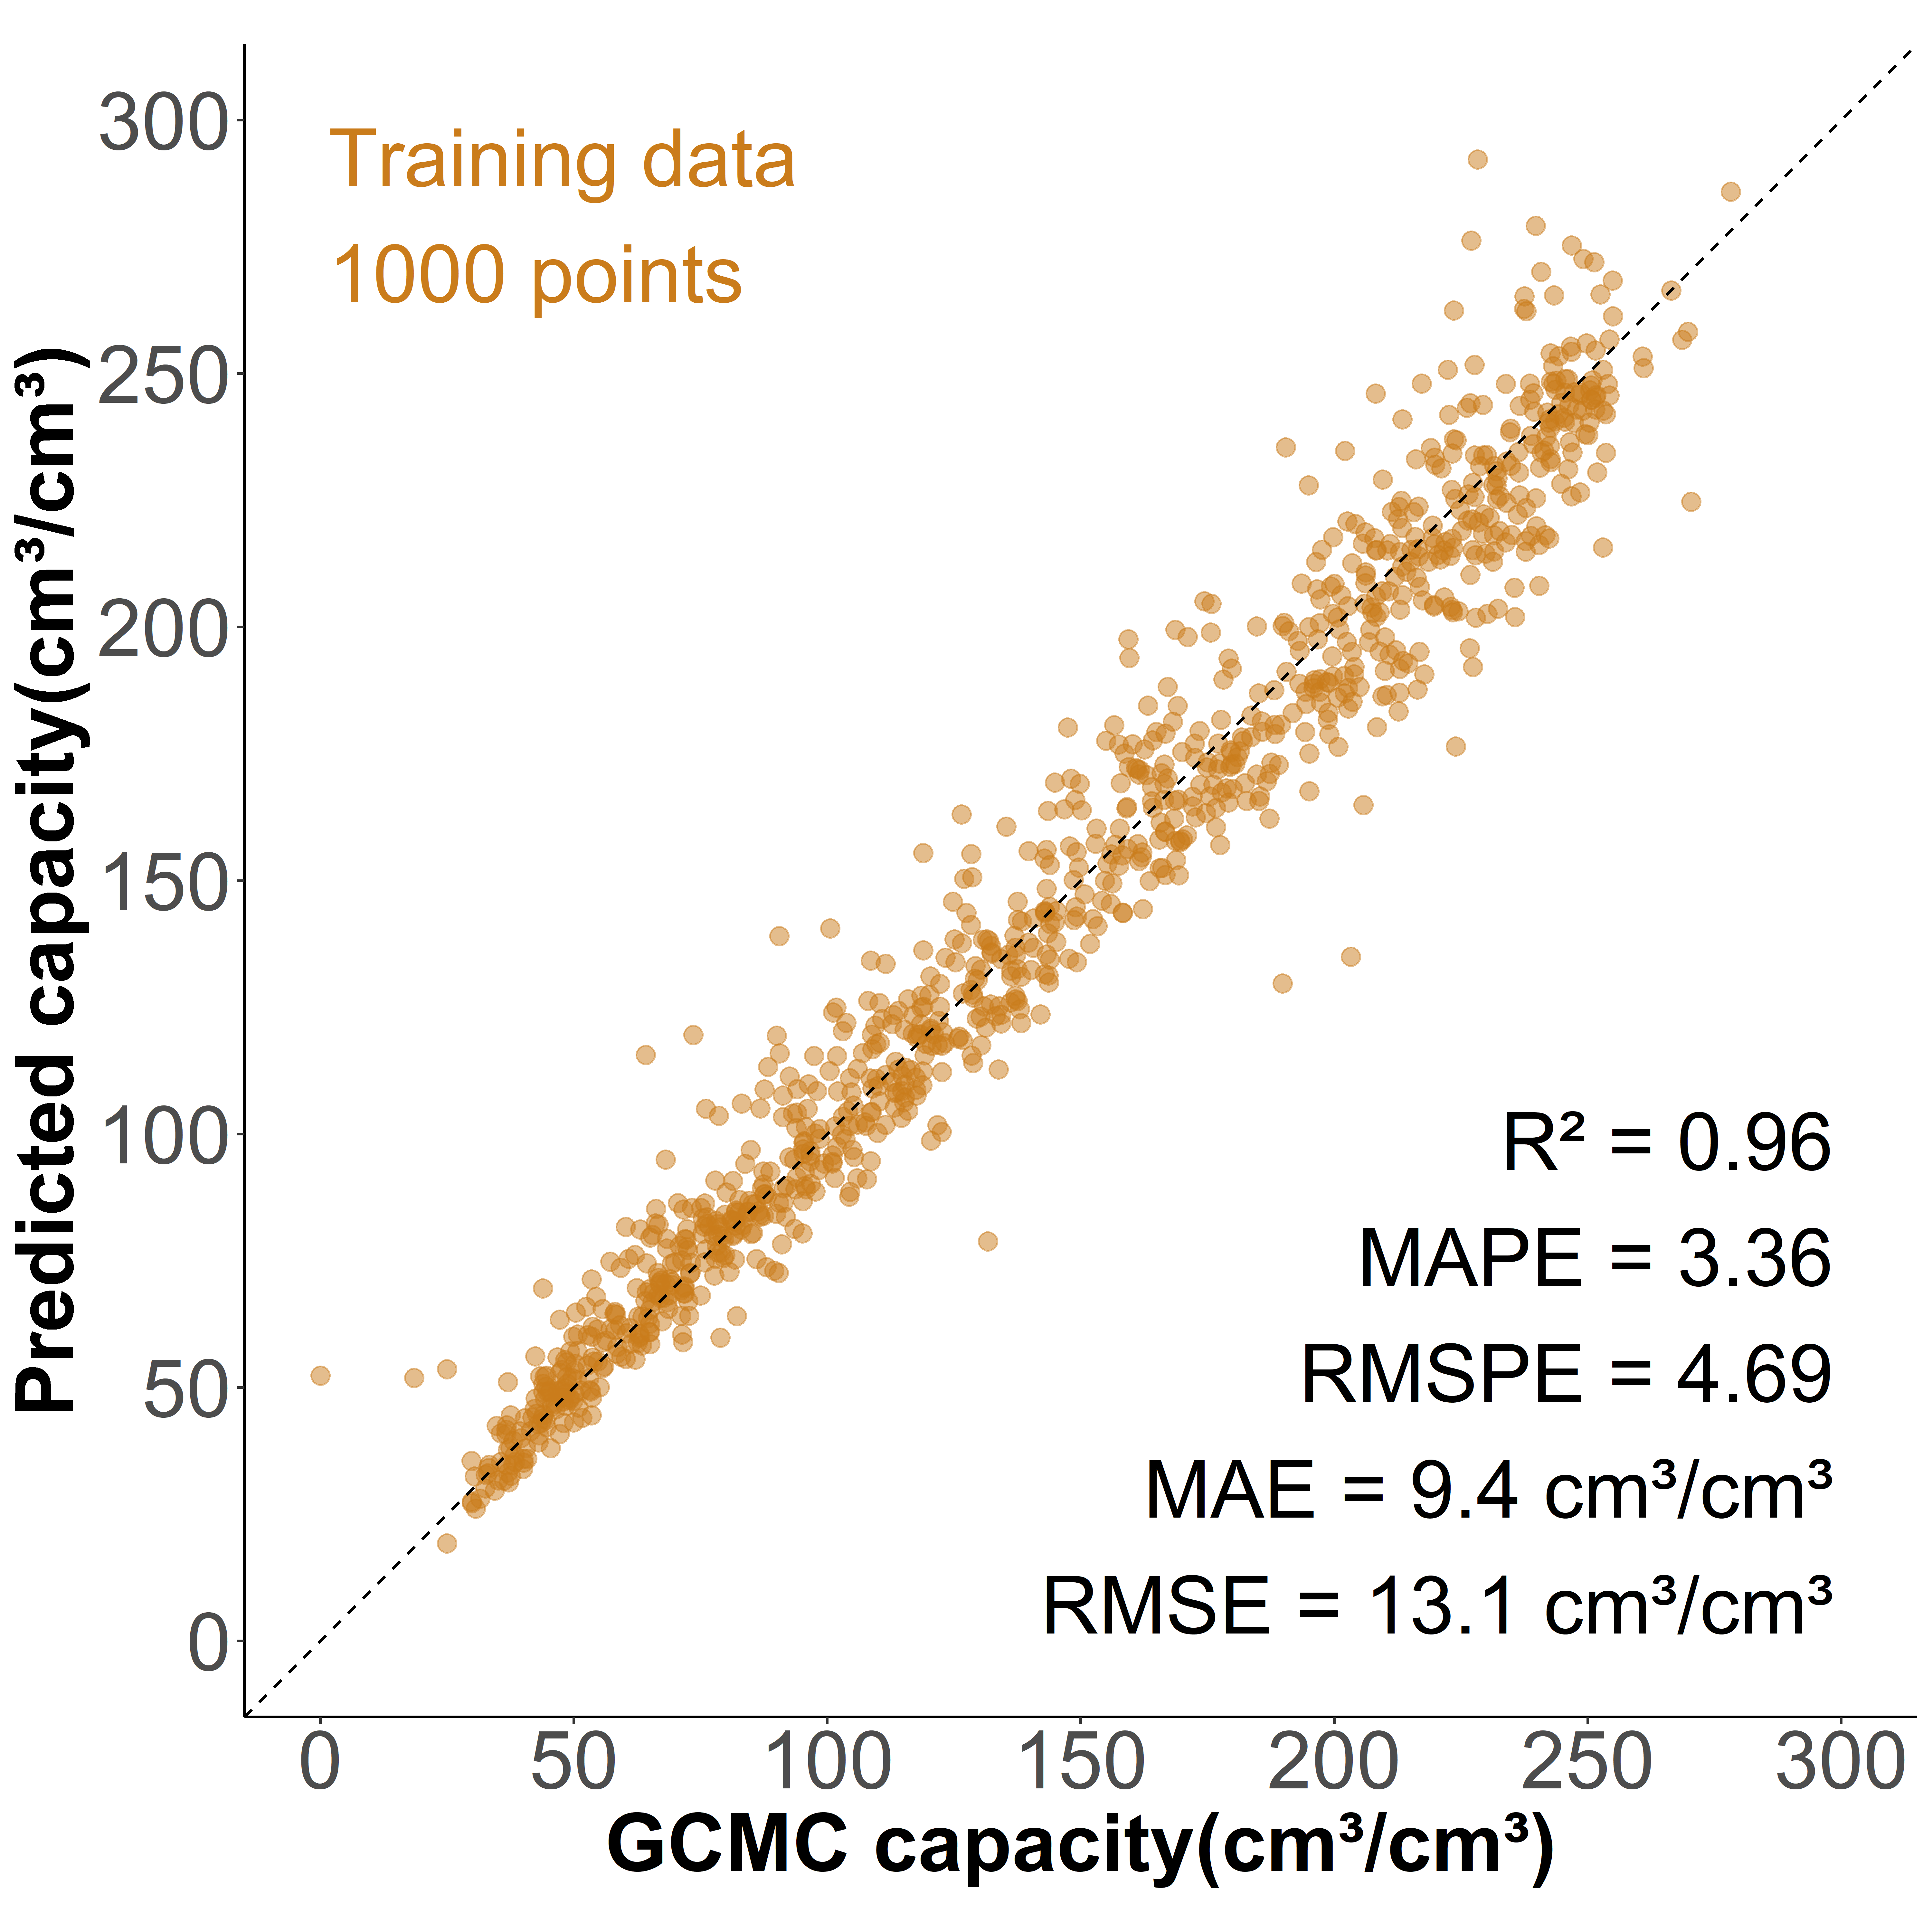 Training data
1000 points
300
250
200
150
100
50
0
Predicted capacity(cm³/cm³)
R² = 0.96
MAPE = 3.36
RMSPE = 4.69
MAE = 9.4 cm³/cm³
RMSE = 13.1 cm³/cm³
0 50 100 150 200 250 300
GCMC capacity(cm³/cm³)